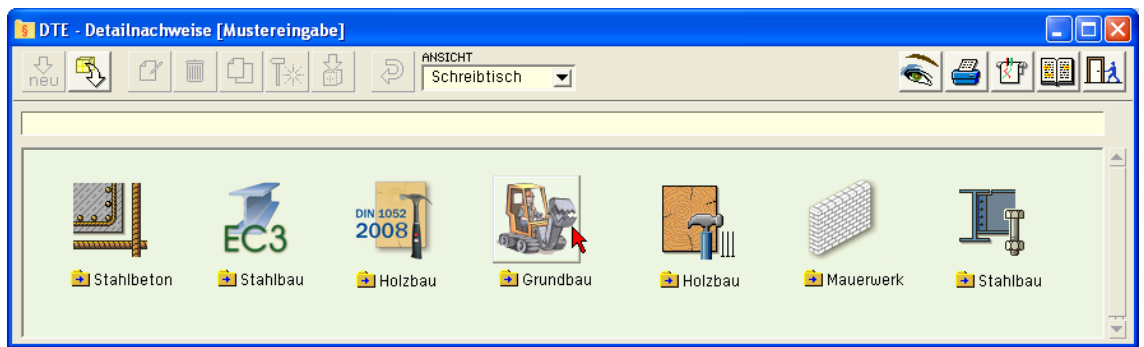 DTE - Detailnachweise [Mustereingabe]
neu
ANSICHT
Schreibtisch
DIN 1052
2008
EC3
Stahlbeton
Stahlbau
Holzbau
Grundbau
Holzbau
Mauerwerk
Stahlbau